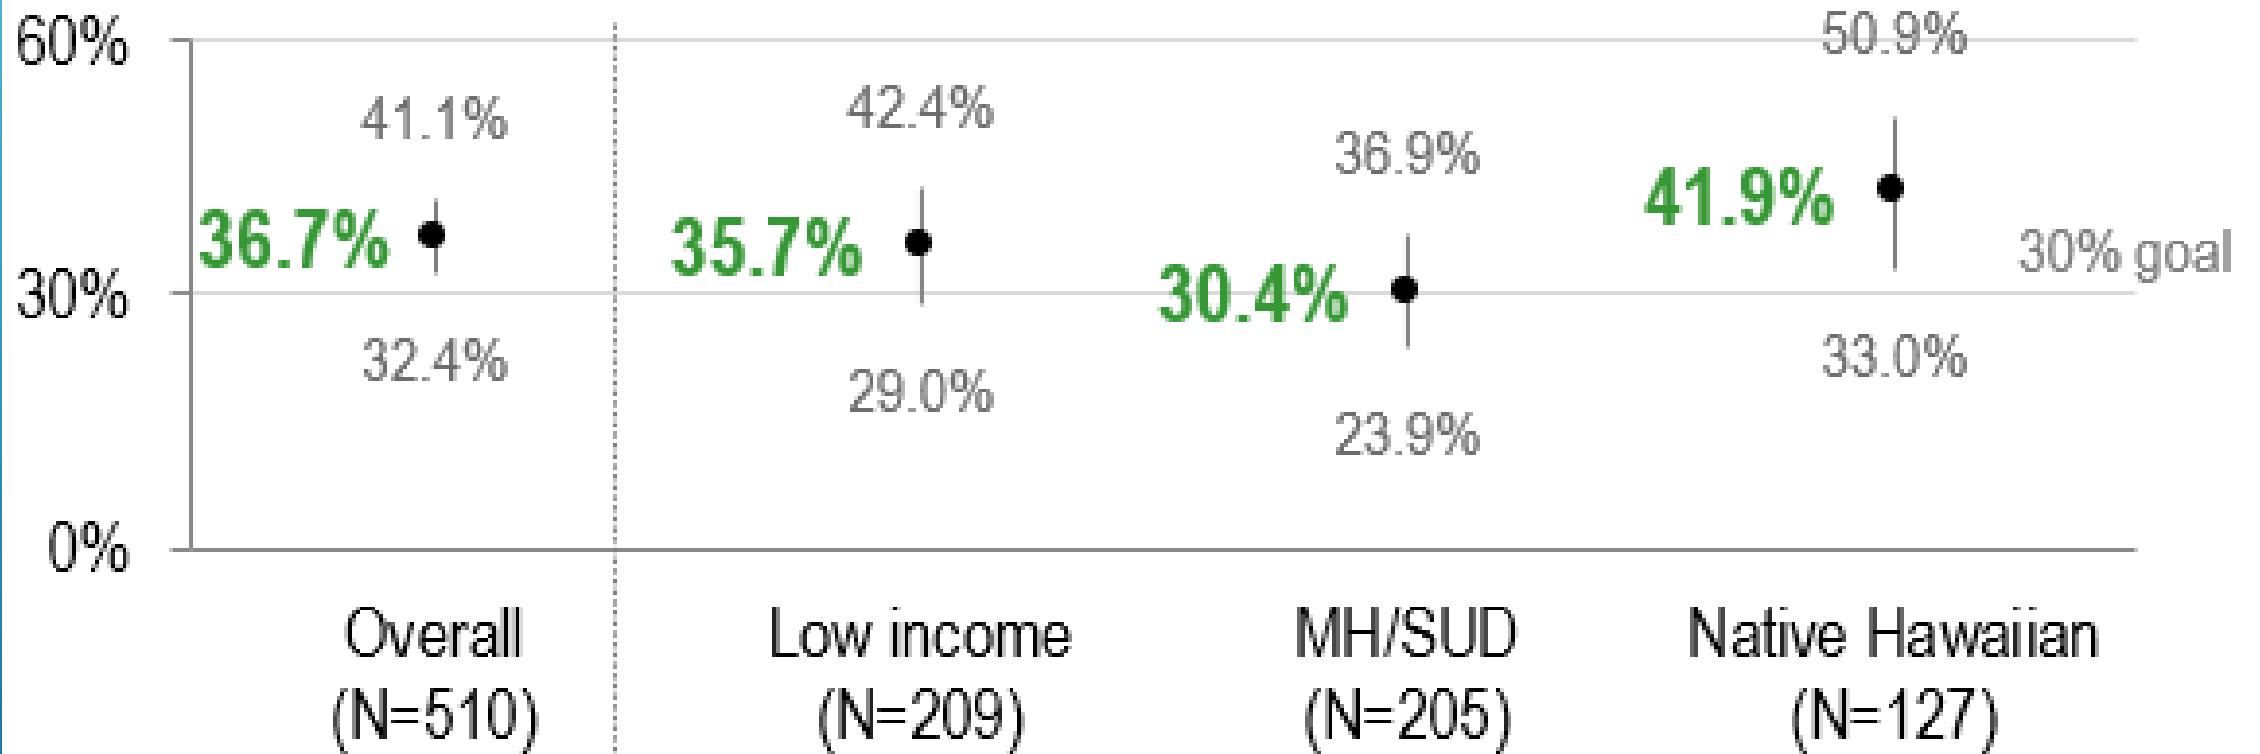 60%
50.9%
41.1%
42.4%
36.9%
36.7%
35.7%
30.4%
41.9%
30% goal
30%
32.4%
29.0%
23.9%
33.0%
0%
Overall
(N=510)
Low income
(N=209)
MH/SUD
(N=205)
Native Hawaiian
(N=127)